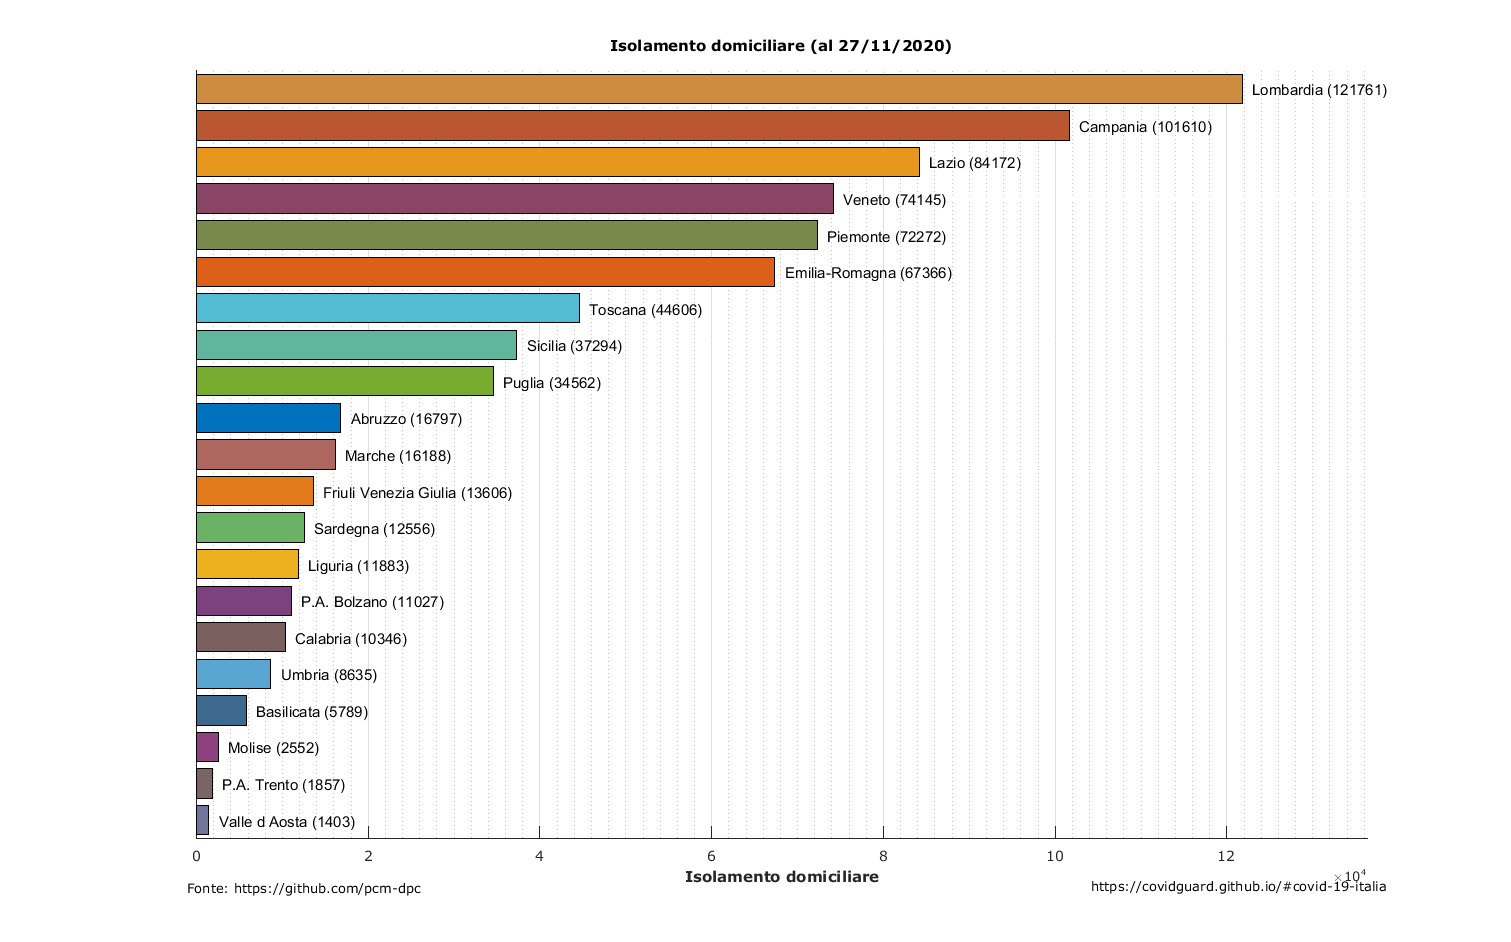 Isolamento domiciliare (al 27/11/2020)
Lombardia (121761)
Campania (101610)
Lazio (84172)
Veneto (74145)
Piemonte (72272)
Emilia-Romagna (67366)
Toscana (44606)
Sicilia (37294)
Puglia (34562)
Abruzzo (16797)
Marche (16188)
Friuli Venezia Giulia (13606)
Sardegna (12556)
Liguria (11883)
P.A. Bolzano (11027)
Calabria (10346)
Umbria (8635)
Basilicata (5789)
Molise (2552)
P.A. Trento (1857)
Valle d Aosta (1403)
0 2 4 6 8 10 12
×10⁴
Isolamento domiciliare
Fonte: https://github.com/pcm-dpc
https://covidguard.github.io/#covid-19-italia